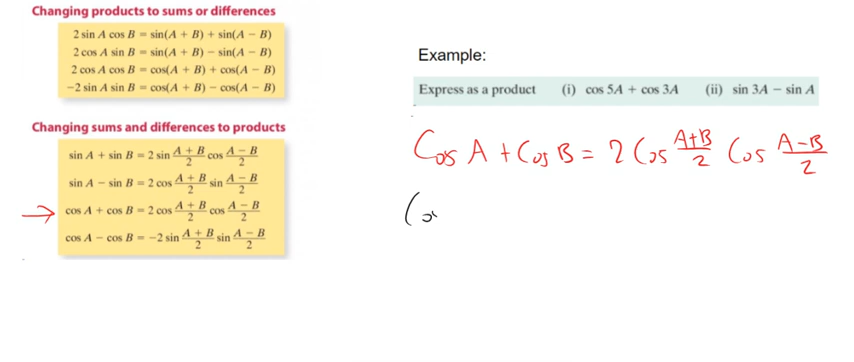 Changing products to sums or differences
2 sin A cos B = sin(A + B) + sin(A − B)
2 cos A sin B = sin(A + B) − sin(A − B)
2 cos A cos B = cos(A + B) + cos(A − B)
−2 sin A sin B = cos(A + B) − cos(A − B)
Changing sums and differences to products
sin A + sin B = 2 sin (A + B)/2 cos (A − B)/2
sin A − sin B = 2 cos (A + B)/2 sin (A − B)/2
cos A + cos B = 2 cos (A + B)/2 cos (A − B)/2
cos A − cos B = −2 sin (A + B)/2 sin (A − B)/2
Example:
Express as a product (i) cos 5A + cos 3A (ii) sin 3A − sin A
Cos A + Cos B = 2 Cos (A+B)/2 Cos (A−B)/2
Co